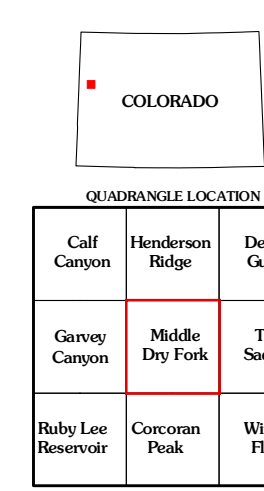 COLORADO
QUADRANGLE LOCATION
Calf
Canyon
Henderson
Ridge
Garvey
Canyon
Middle
Dry Fork
Ruby Lee
Reservoir
Corcoran
Peak